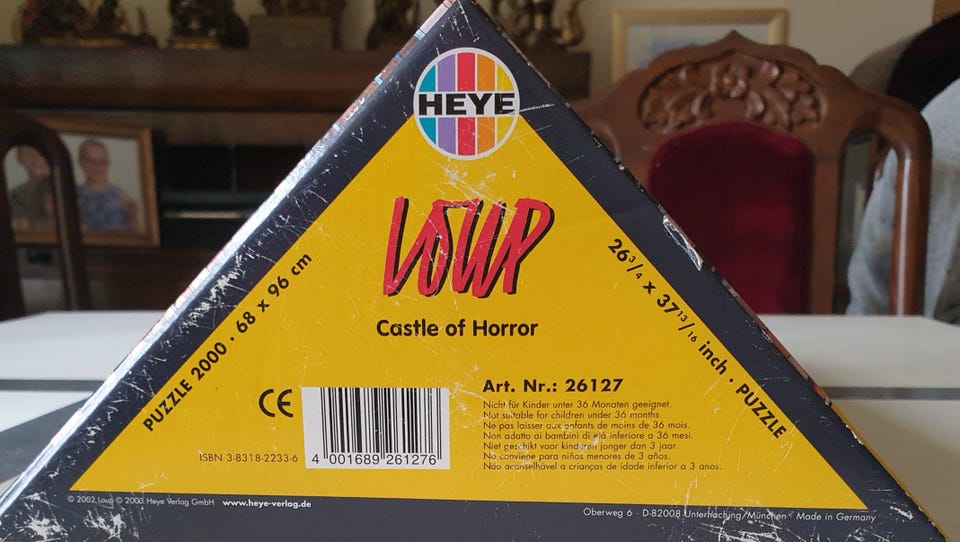 HEYE
LOUP
Castle of Horror
PUZZLE 2000 · 68 x 96 cm
26 3/4 x 37 13/16 inch · PUZZLE
CE
ISBN 3-8318-2233-6
4 001689 261276
Art. Nr.: 26127
Nicht für Kinder unter 36 Monaten geeignet.
Not suitable for children under 36 months.
Ne pas laisser aux enfants de moins de 36 mois.
Non adatto ai bambini di età inferiore a 36 mesi.
Niet geschikt voor kinderen jonger dan 3 jaar.
No conviene para niños menores de 3 años.
Não aconselhável a crianças de idade inferior a 3 anos.
© 2002 Loup © 2003 Heye Verlag GmbH www.heye-verlag.de
Oberweg 6 · D-82008 Unterhaching/München · Made in Germany